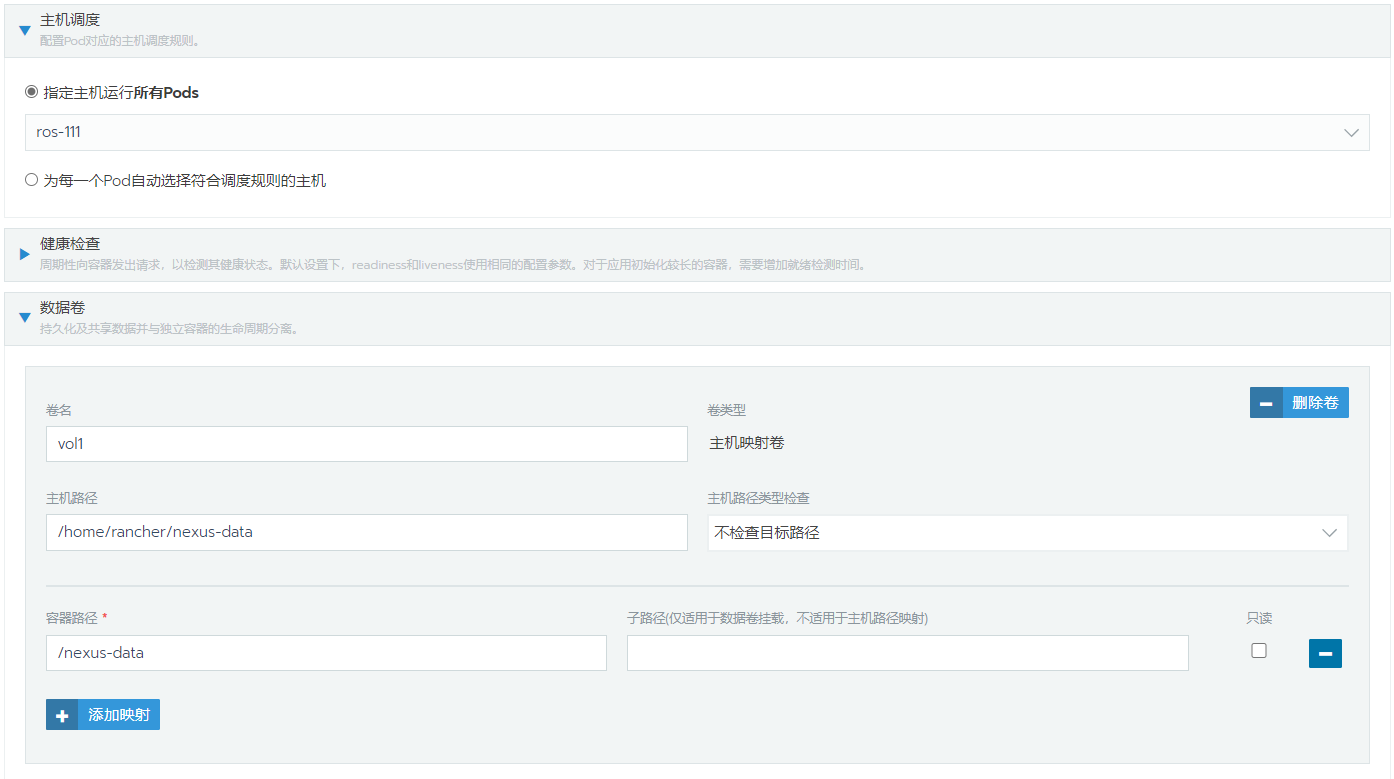 主机调度
配置Pod对应的主机调度规则。
指定主机运行所有Pods
ros-111
为每一个Pod自动选择符合调度规则的主机
健康检查
周期性向容器发出请求，以检测其健康状态。默认设置下，readiness和liveness使用相同的配置参数。对于应用初始化较长的容器，需要增加就绪检测时间。
数据卷
持久化及共享数据并与独立容器的生命周期分离。
删除卷
卷名
卷类型
vol1
主机映射卷
主机路径
主机路径类型检查
/home/rancher/nexus-data
不检查目标路径
容器路径 *
子路径(仅适用于数据卷挂载，不适用于主机路径映射)
只读
/nexus-data
添加映射